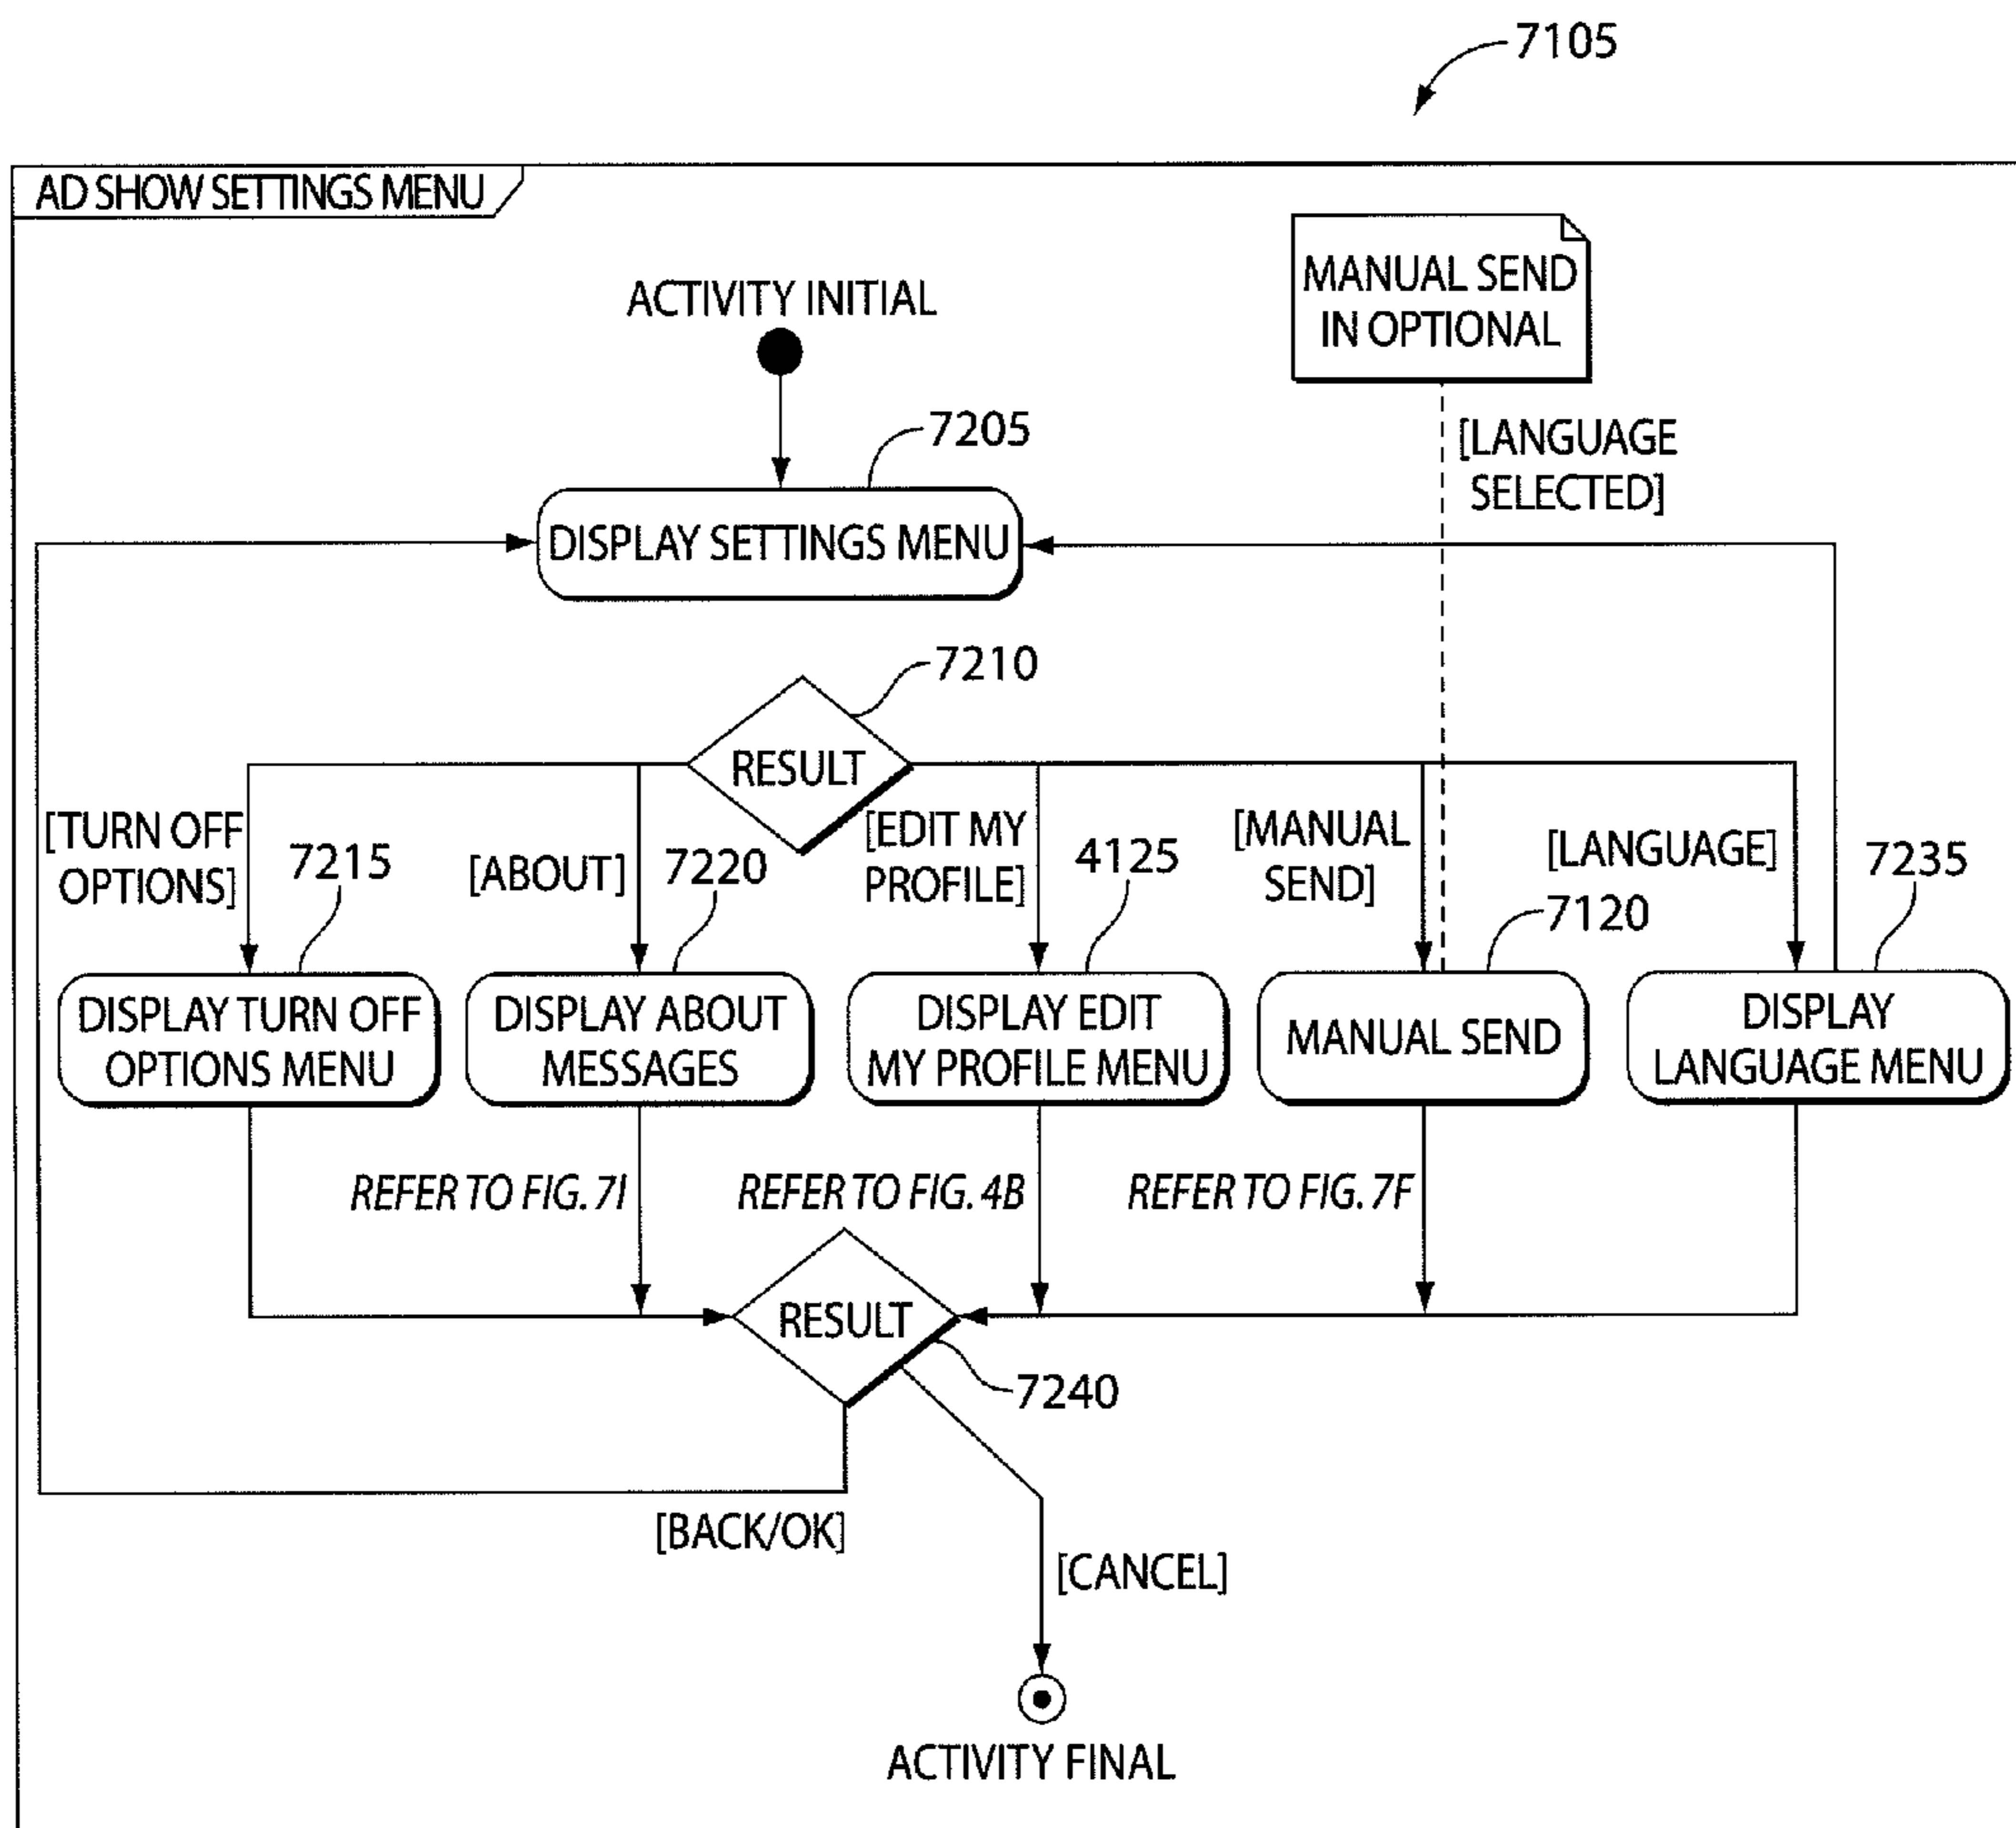 7105
AD SHOW SETTINGS MENU
MANUAL SEND
IN OPTIONAL
ACTIVITY INITIAL
7205
[LANGUAGE
SELECTED]
DISPLAY SETTINGS MENU
7210
RESULT
[TURN OFF
OPTIONS]
7215
[ABOUT]
7220
[EDIT MY
PROFILE]
4125
[MANUAL
SEND]
7120
[LANGUAGE]
7235
DISPLAY TURN OFF
OPTIONS MENU
DISPLAY ABOUT
MESSAGES
DISPLAY EDIT
MY PROFILE MENU
MANUAL SEND
DISPLAY
LANGUAGE MENU
REFER TO FIG. 7I
REFER TO FIG. 4B
REFER TO FIG. 7F
RESULT
7240
[BACK/OK]
[CANCEL]
ACTIVITY FINAL